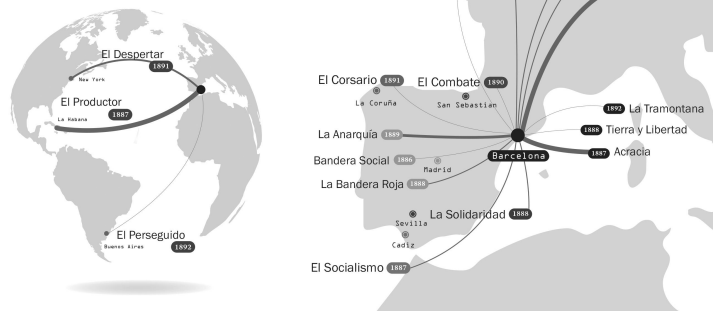 El Despertar
1891
New York
El Productor
1887
La Habana
El Perseguido
Buenos Aires
1892
El Corsario 1891
La Coruña
El Combate 1890
San Sebastian
La Anarquía 1889
Bandera Social 1886
Madrid
La Bandera Roja 1888
Sevilla
La Solidaridad 1888
Cadiz
El Socialismo 1887
Barcelona
1892 La Tramontana
1888 Tierra y Libertad
1887 Acracia